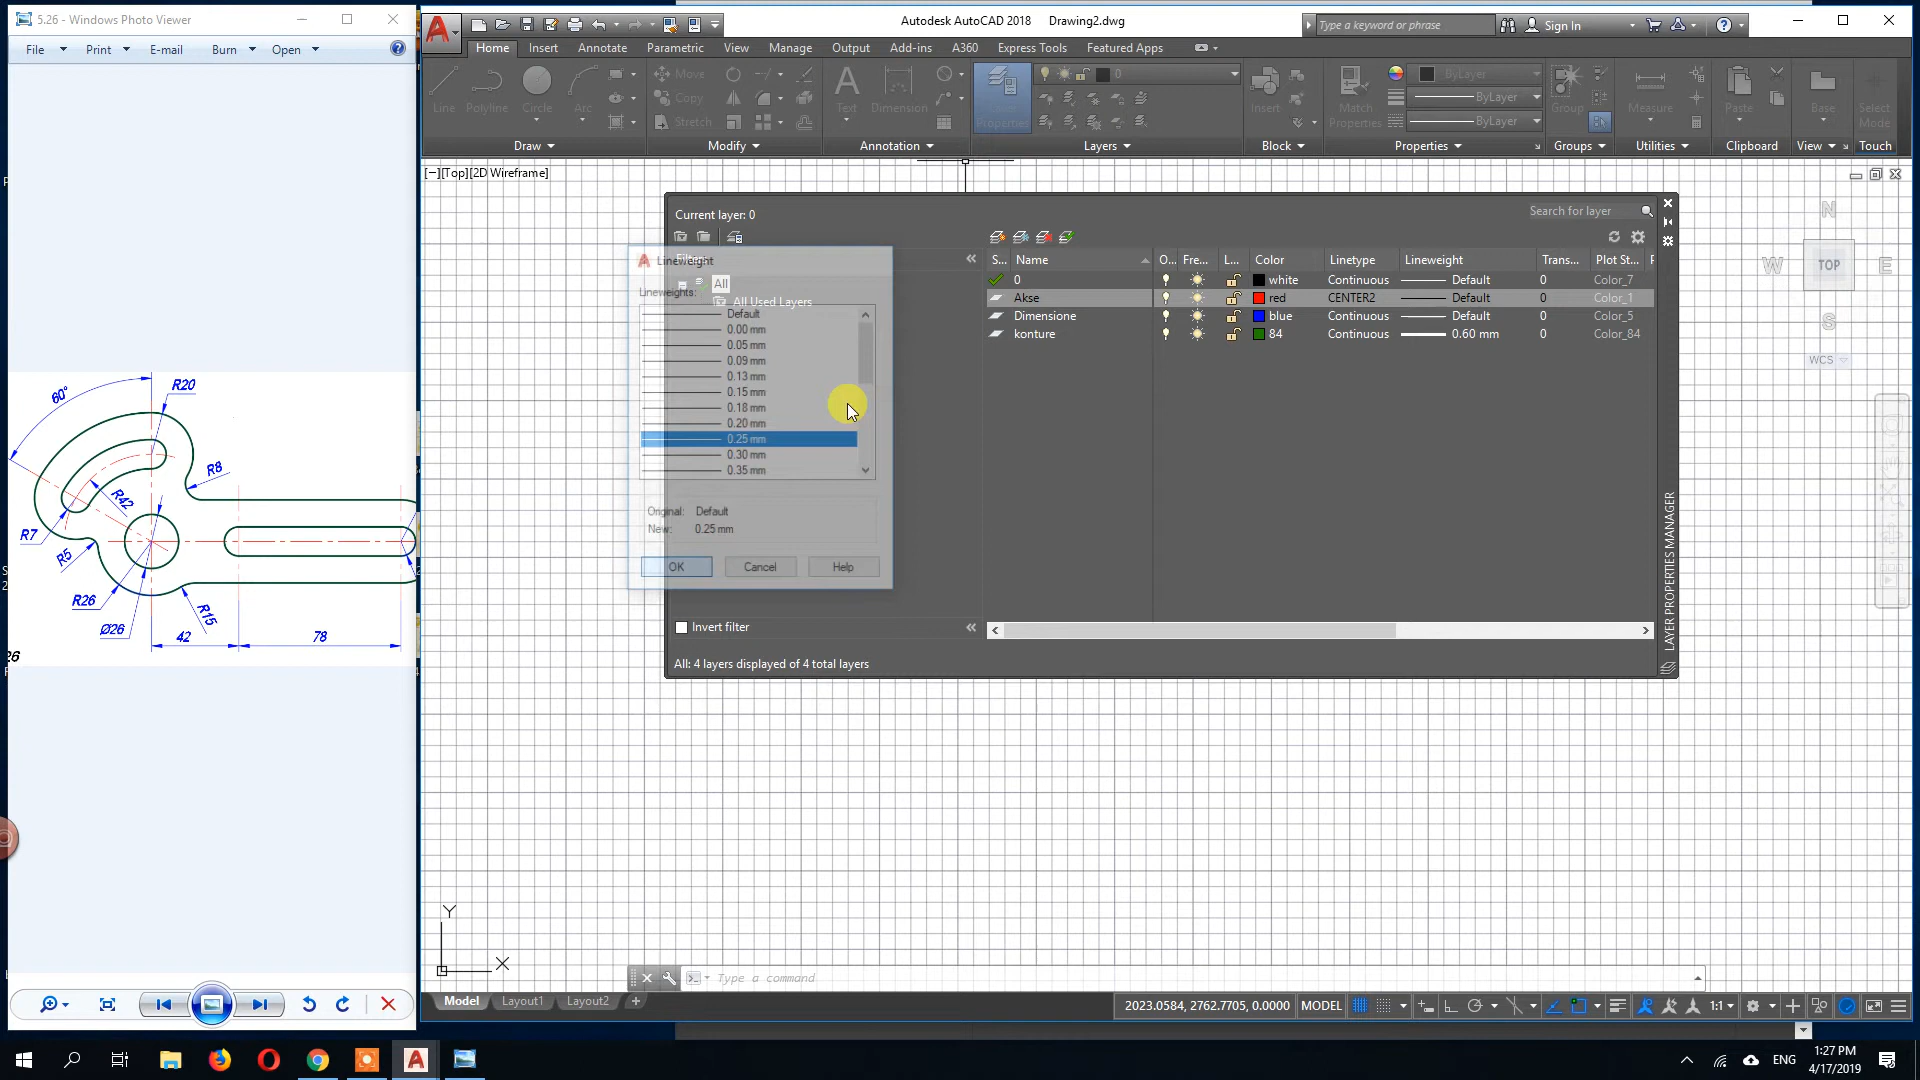 5.26 - Windows Photo Viewer
File Print E-mail Burn Open
60°
R20
R8
R42
R7
R5
R26
R15
Ø26
42
78
26
Autodesk AutoCAD 2018 Drawing2.dwg
Type a keyword or phrase
Sign In
Home Insert Annotate Parametric View Manage Output Add-ins A360 Express Tools Featured Apps
Line Polyline Circle Arc
Move
Copy
Stretch
Text Dimension
Layer Properties
0
Insert
Match Properties
ByLayer
ByLayer
ByLayer
Group
Measure
Paste
Base
Select Mode
Draw Modify Annotation Layers Block Properties Groups Utilities Clipboard View Touch
[−][Top][2D Wireframe]
N
W TOP E
S
WCS
Current layer: 0
Search for layer
Filters
All
All Used Layers
S... Name O... Fre... L... Color Linetype Lineweight Trans... Plot St... P
0 white Continuous Default 0 Color_7
Akse red CENTER2 Default 0 Color_1
Dimensione blue Continuous Default 0 Color_5
konture 84 Continuous 0.60 mm 0 Color_84
Invert filter
All: 4 layers displayed of 4 total layers
LAYER PROPERTIES MANAGER
Lineweight
Lineweights:
Default
0.00 mm
0.05 mm
0.09 mm
0.13 mm
0.15 mm
0.18 mm
0.20 mm
0.25 mm
0.30 mm
0.35 mm
Original: Default
New: 0.25 mm
OK Cancel Help
Y
X
Type a command
Model Layout1 Layout2 +
2023.0584, 2762.7705, 0.0000 MODEL 1:1
ENG
1:27 PM
4/17/2019